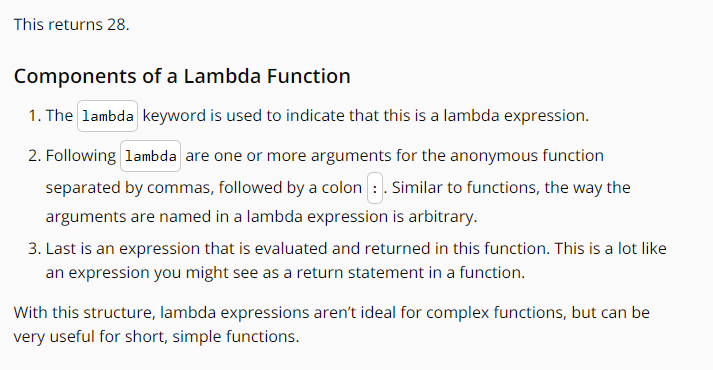 This returns 28.
Components of a Lambda Function
1. The lambda keyword is used to indicate that this is a lambda expression.
2. Following lambda are one or more arguments for the anonymous function
separated by commas, followed by a colon : . Similar to functions, the way the
arguments are named in a lambda expression is arbitrary.
3. Last is an expression that is evaluated and returned in this function. This is a lot like
an expression you might see as a return statement in a function.
With this structure, lambda expressions aren’t ideal for complex functions, but can be
very useful for short, simple functions.